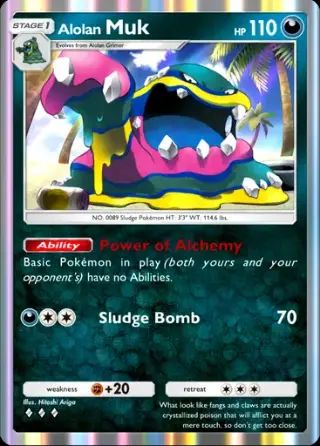 STAGE 1
Alolan Muk
HP 110
Evolves from Alolan Grimer
NO. 0089 Sludge Pokémon HT: 3'3" WT: 114.6 lbs.
Ability Power of Alchemy
Basic Pokémon in play (both yours and your
opponent's) have no Abilities.
Sludge Bomb 70
weakness +20 retreat
Illus. Hitoshi Ariga
What look like fangs and claws are actually
crystallized poison that will afflict you at
a mere touch, so don't get too close.